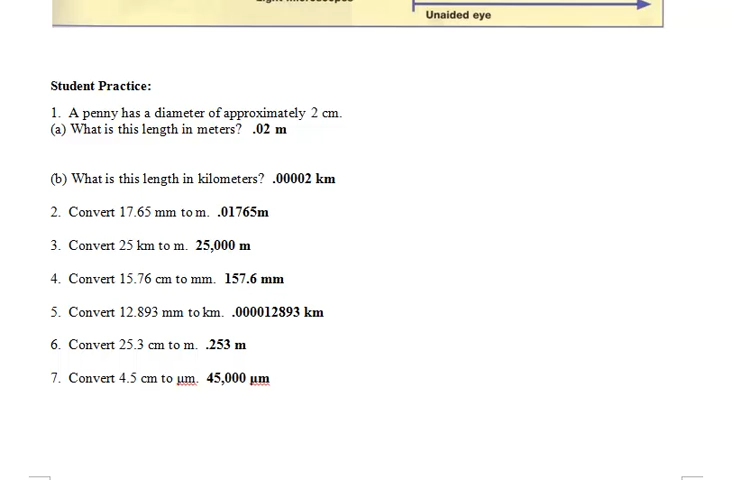 Unaided eye
Student Practice:
1. A penny has a diameter of approximately 2 cm.
(a) What is this length in meters? .02 m
(b) What is this length in kilometers? .00002 km
2. Convert 17.65 mm to m. .01765m
3. Convert 25 km to m. 25,000 m
4. Convert 15.76 cm to mm. 157.6 mm
5. Convert 12.893 mm to km. .000012893 km
6. Convert 25.3 cm to m. .253 m
7. Convert 4.5 cm to μm. 45,000 μm